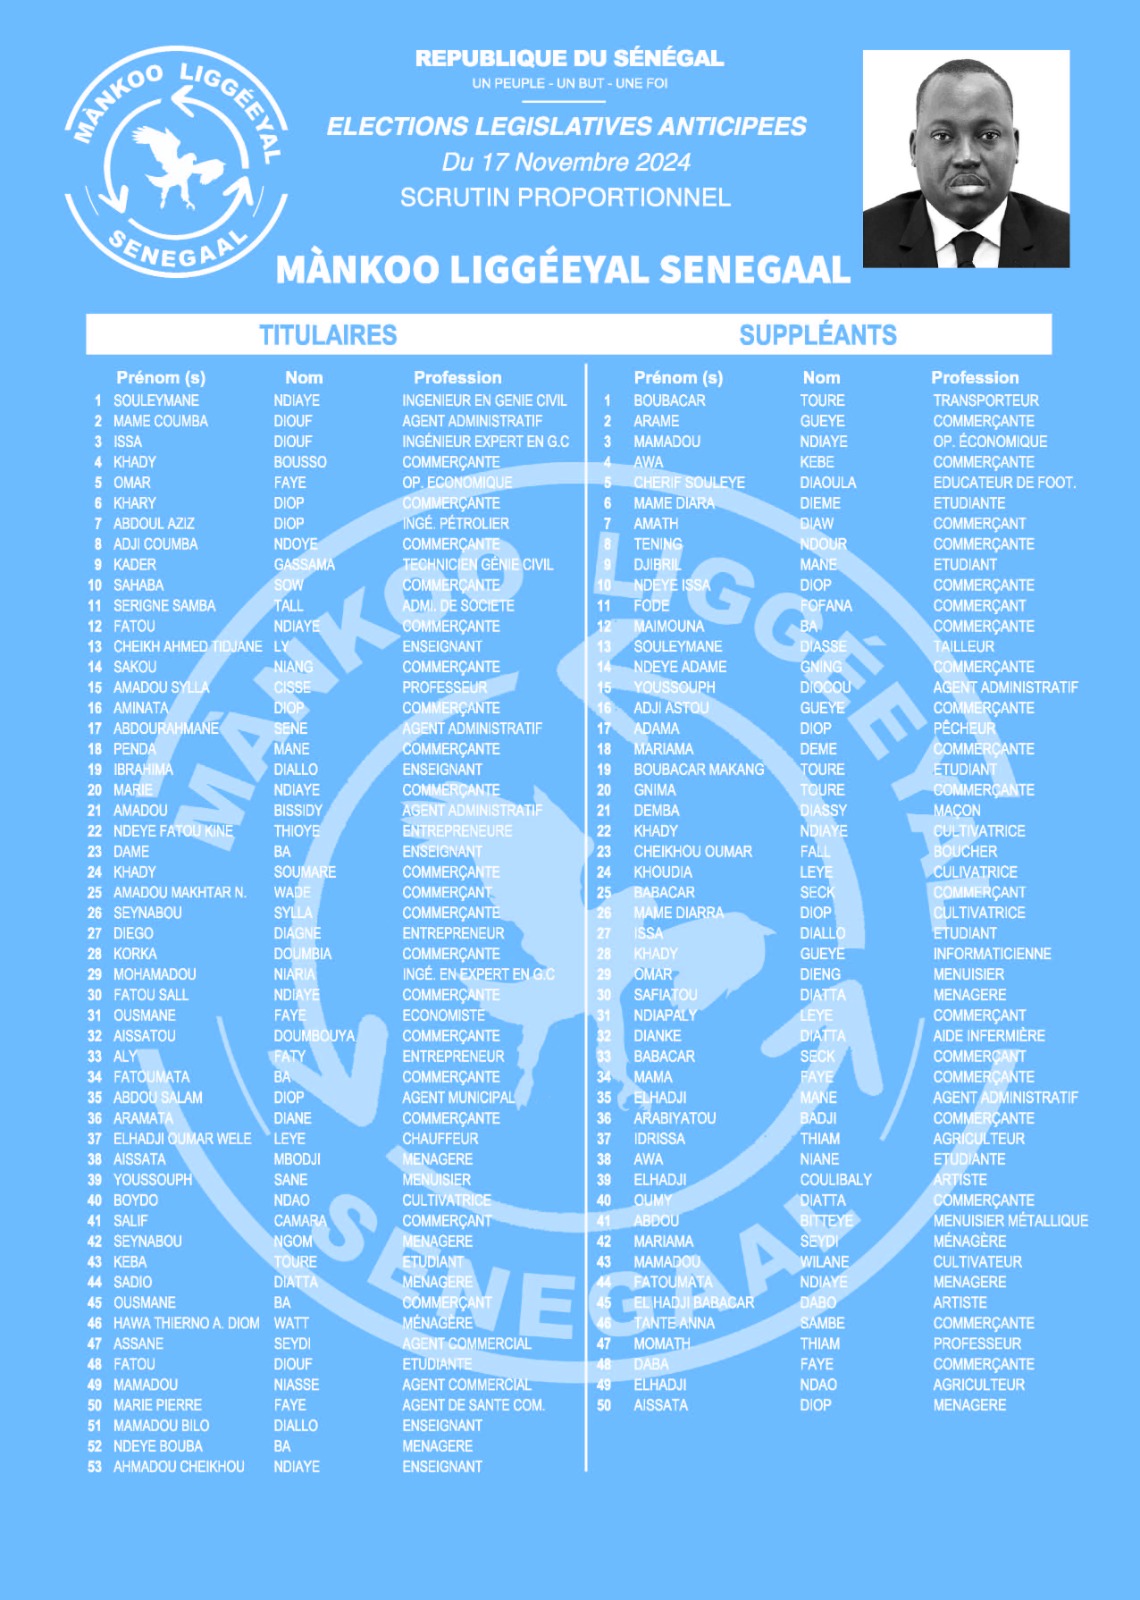 MÀNKOO LIGGÉEYAL
SENEGAAL
REPUBLIQUE DU SÉNÉGAL
UN PEUPLE - UN BUT - UNE FOI
ELECTIONS LEGISLATIVES ANTICIPEES
Du 17 Novembre 2024
SCRUTIN PROPORTIONNEL
MÀNKOO LIGGÉEYAL SENEGAAL
TITULAIRES
Prénom (s) Nom Profession
1 SOULEYMANE NDIAYE INGENIEUR EN GENIE CIVIL
2 MAME COUMBA DIOUF AGENT ADMINISTRATIF
3 ISSA DIOUF INGÉNIEUR EXPERT EN G.C
4 KHADY BOUSSO COMMERÇANTE
5 OMAR FAYE OP. ECONOMIQUE
6 KHARY DIOP COMMERÇANTE
7 ABDOUL AZIZ DIOP INGÉ. PÉTROLIER
8 ADJI COUMBA NDOYE COMMERÇANTE
9 KADER GASSAMA TECHNICIEN GÉNIE CIVIL
10 SAHABA SOW COMMERÇANTE
11 SERIGNE SAMBA TALL ADMI. DE SOCIETE
12 FATOU NDIAYE COMMERÇANTE
13 CHEIKH AHMED TIDJANE LY ENSEIGNANT
14 SAKOU NIANG COMMERÇANTE
15 AMADOU SYLLA CISSE PROFESSEUR
16 AMINATA DIOP COMMERÇANTE
17 ABDOURAHMANE SENE AGENT ADMINISTRATIF
18 PENDA MANE COMMERÇANTE
19 IBRAHIMA DIALLO ENSEIGNANT
20 MARIE NDIAYE COMMERÇANTE
21 AMADOU BISSIDY AGENT ADMINISTRATIF
22 NDEYE FATOU KINE THIOYE ENTREPRENEURE
23 DAME BA ENSEIGNANT
24 KHADY SOUMARE COMMERÇANTE
25 AMADOU MAKHTAR N. WADE COMMERÇANT
26 SEYNABOU SYLLA COMMERÇANTE
27 DIEGO DIAGNE ENTREPRENEUR
28 KORKA DOUMBIA COMMERÇANTE
29 MOHAMADOU NIARIA INGÉ. EN EXPERT EN G.C
30 FATOU SALL NDIAYE COMMERÇANTE
31 OUSMANE FAYE ECONOMISTE
32 AISSATOU DOUMBOUYA COMMERÇANTE
33 ALY FATY ENTREPRENEUR
34 FATOUMATA BA COMMERÇANTE
35 ABDOU SALAM DIOP AGENT MUNICIPAL
36 ARAMATA DIANE COMMERÇANTE
37 ELHADJI OUMAR WELE LEYE CHAUFFEUR
38 AISSATA MBODJI MENAGERE
39 YOUSSOUPH SANE MENUISIER
40 BOYDO NDAO CULTIVATRICE
41 SALIF CAMARA COMMERÇANT
42 SEYNABOU NGOM MENAGERE
43 KEBA TOURE ETUDIANT
44 SADIO DIATTA MENAGERE
45 OUSMANE BA COMMERÇANT
46 HAWA THIERNO A. DIOM WATT MÉNAGÈRE
47 ASSANE SEYDI AGENT COMMERCIAL
48 FATOU DIOUF ETUDIANTE
49 MAMADOU NIASSE AGENT COMMERCIAL
50 MARIE PIERRE FAYE AGENT DE SANTE COM.
51 MAMADOU BILO DIALLO ENSEIGNANT
52 NDEYE BOUBA BA MENAGERE
53 AHMADOU CHEIKHOU NDIAYE ENSEIGNANT
SUPPLÉANTS
Prénom (s) Nom Profession
1 BOUBACAR TOURE TRANSPORTEUR
2 ARAME GUEYE COMMERÇANTE
3 MAMADOU NDIAYE OP. ÉCONOMIQUE
4 AWA KEBE COMMERÇANTE
5 CHERIF SOULEYE DIAOULA EDUCATEUR DE FOOT.
6 MAME DIARA DIEME ETUDIANTE
7 AMATH DIAW COMMERÇANT
8 TENING NDOUR COMMERÇANTE
9 DJIBRIL MANE ETUDIANT
10 NDEYE ISSA DIOP COMMERÇANTE
11 FODE FOFANA COMMERÇANT
12 MAIMOUNA BA COMMERÇANTE
13 SOULEYMANE DIASSE TAILLEUR
14 NDEYE ADAME GNING COMMERÇANTE
15 YOUSSOUPH DIOCOU AGENT ADMINISTRATIF
16 ADJI ASTOU GUEYE COMMERÇANTE
17 ADAMA DIOP PÊCHEUR
18 MARIAMA DEME COMMERÇANTE
19 BOUBACAR MAKANG TOURE ETUDIANT
20 GNIMA TOURE COMMERÇANTE
21 DEMBA DIASSY MAÇON
22 KHADY NDIAYE CULTIVATRICE
23 CHEIKHOU OUMAR FALL BOUCHER
24 KHOUDIA LEYE CULIVATRICE
25 BABACAR SECK COMMERÇANT
26 MAME DIARRA DIOP CULTIVATRICE
27 ISSA DIALLO ETUDIANT
28 KHADY GUEYE INFORMATICIENNE
29 OMAR DIENG MENUISIER
30 SAFIATOU DIATTA MENAGERE
31 NDIAPALY LEYE COMMERÇANT
32 DIANKE DIATTA AIDE INFERMIÈRE
33 BABACAR SECK COMMERÇANT
34 MAMA FAYE COMMERÇANTE
35 ELHADJI MANE AGENT ADMINISTRATIF
36 ARABIYATOU BADJI COMMERÇANTE
37 IDRISSA THIAM AGRICULTEUR
38 AWA NIANE ETUDIANTE
39 ELHADJI COULIBALY ARTISTE
40 OUMY DIATTA COMMERÇANTE
41 ABDOU BITTEYE MENUISIER MÉTALLIQUE
42 MARIAMA SEYDI MÉNAGÈRE
43 MAMADOU WILANE CULTIVATEUR
44 FATOUMATA NDIAYE MENAGERE
45 EL HADJI BABACAR DABO ARTISTE
46 TANTE ANNA SAMBE COMMERÇANTE
47 MOMATH THIAM PROFESSEUR
48 DABA FAYE COMMERÇANTE
49 ELHADJI NDAO AGRICULTEUR
50 AISSATA DIOP MENAGERE
MÀNKOO LIGGÉEYAL
SENEGAAL